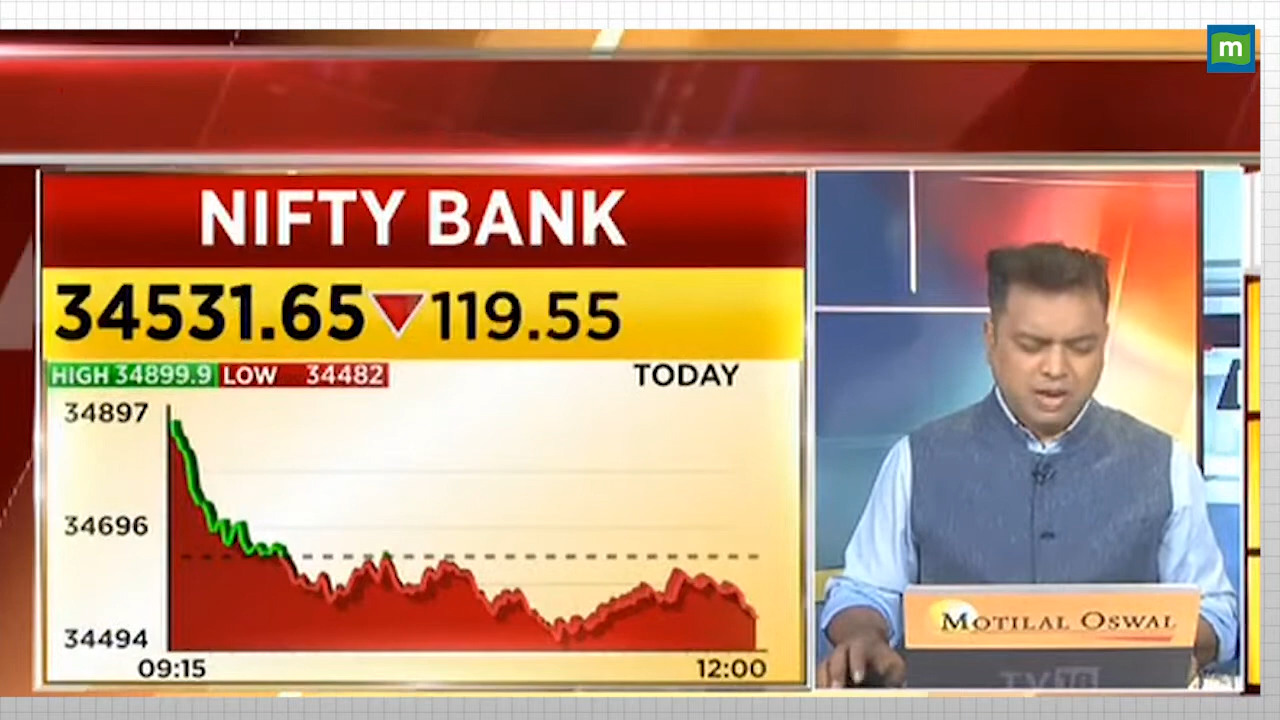 m
NIFTY BANK
34531.65 ▼ 119.55
HIGH 34899.9 LOW 34482
TODAY
34897
34696
34494
09:15 12:00
MOTILAL OSWAL